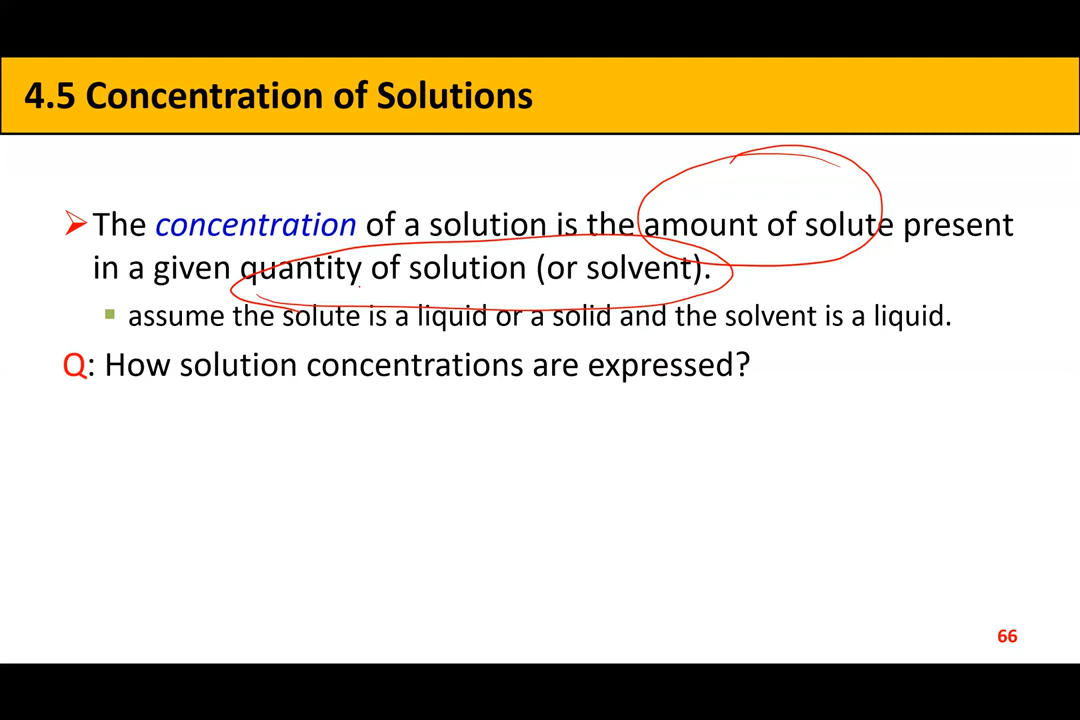 4.5 Concentration of Solutions
The concentration of a solution is the amount of solute present
in a given quantity of solution (or solvent).
assume the solute is a liquid or a solid and the solvent is a liquid.
Q: How solution concentrations are expressed?
66